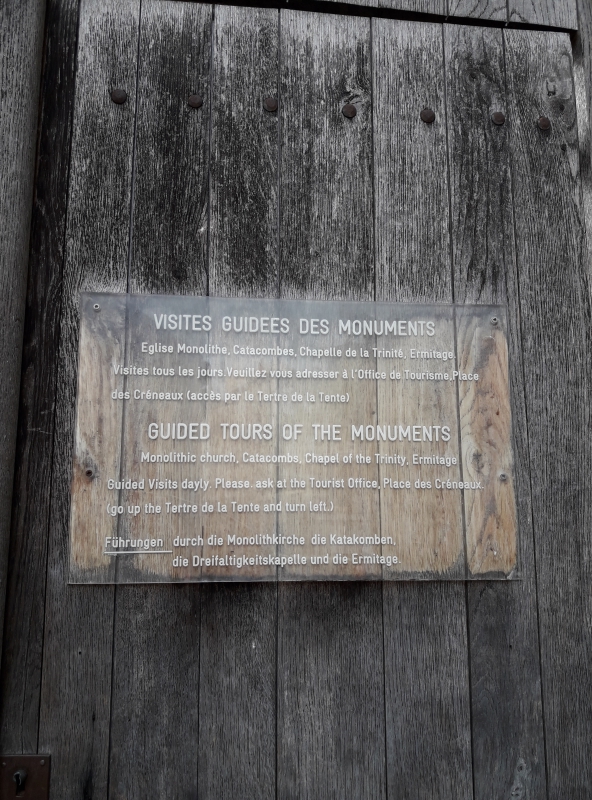 VISITES GUIDEES DES MONUMENTS
Eglise Monolithe, Catacombes, Chapelle de la Trinité, Ermitage.
Visites tous les jours.Veuillez vous adresser à l'Office de Tourisme,Place
des Créneaux (accès par le Tertre de la Tente)
GUIDED TOURS OF THE MONUMENTS
Monolithic church, Catacombs, Chapel of the Trinity, Ermitage
Guided Visits dayly. Please. ask at the Tourist Office, Place des Créneaux.
(go up the Tertre de la Tente and turn left.)
Führungen durch die Monolithkirche die Katakomben,
die Dreifaltigkeitskapelle und die Ermitage.